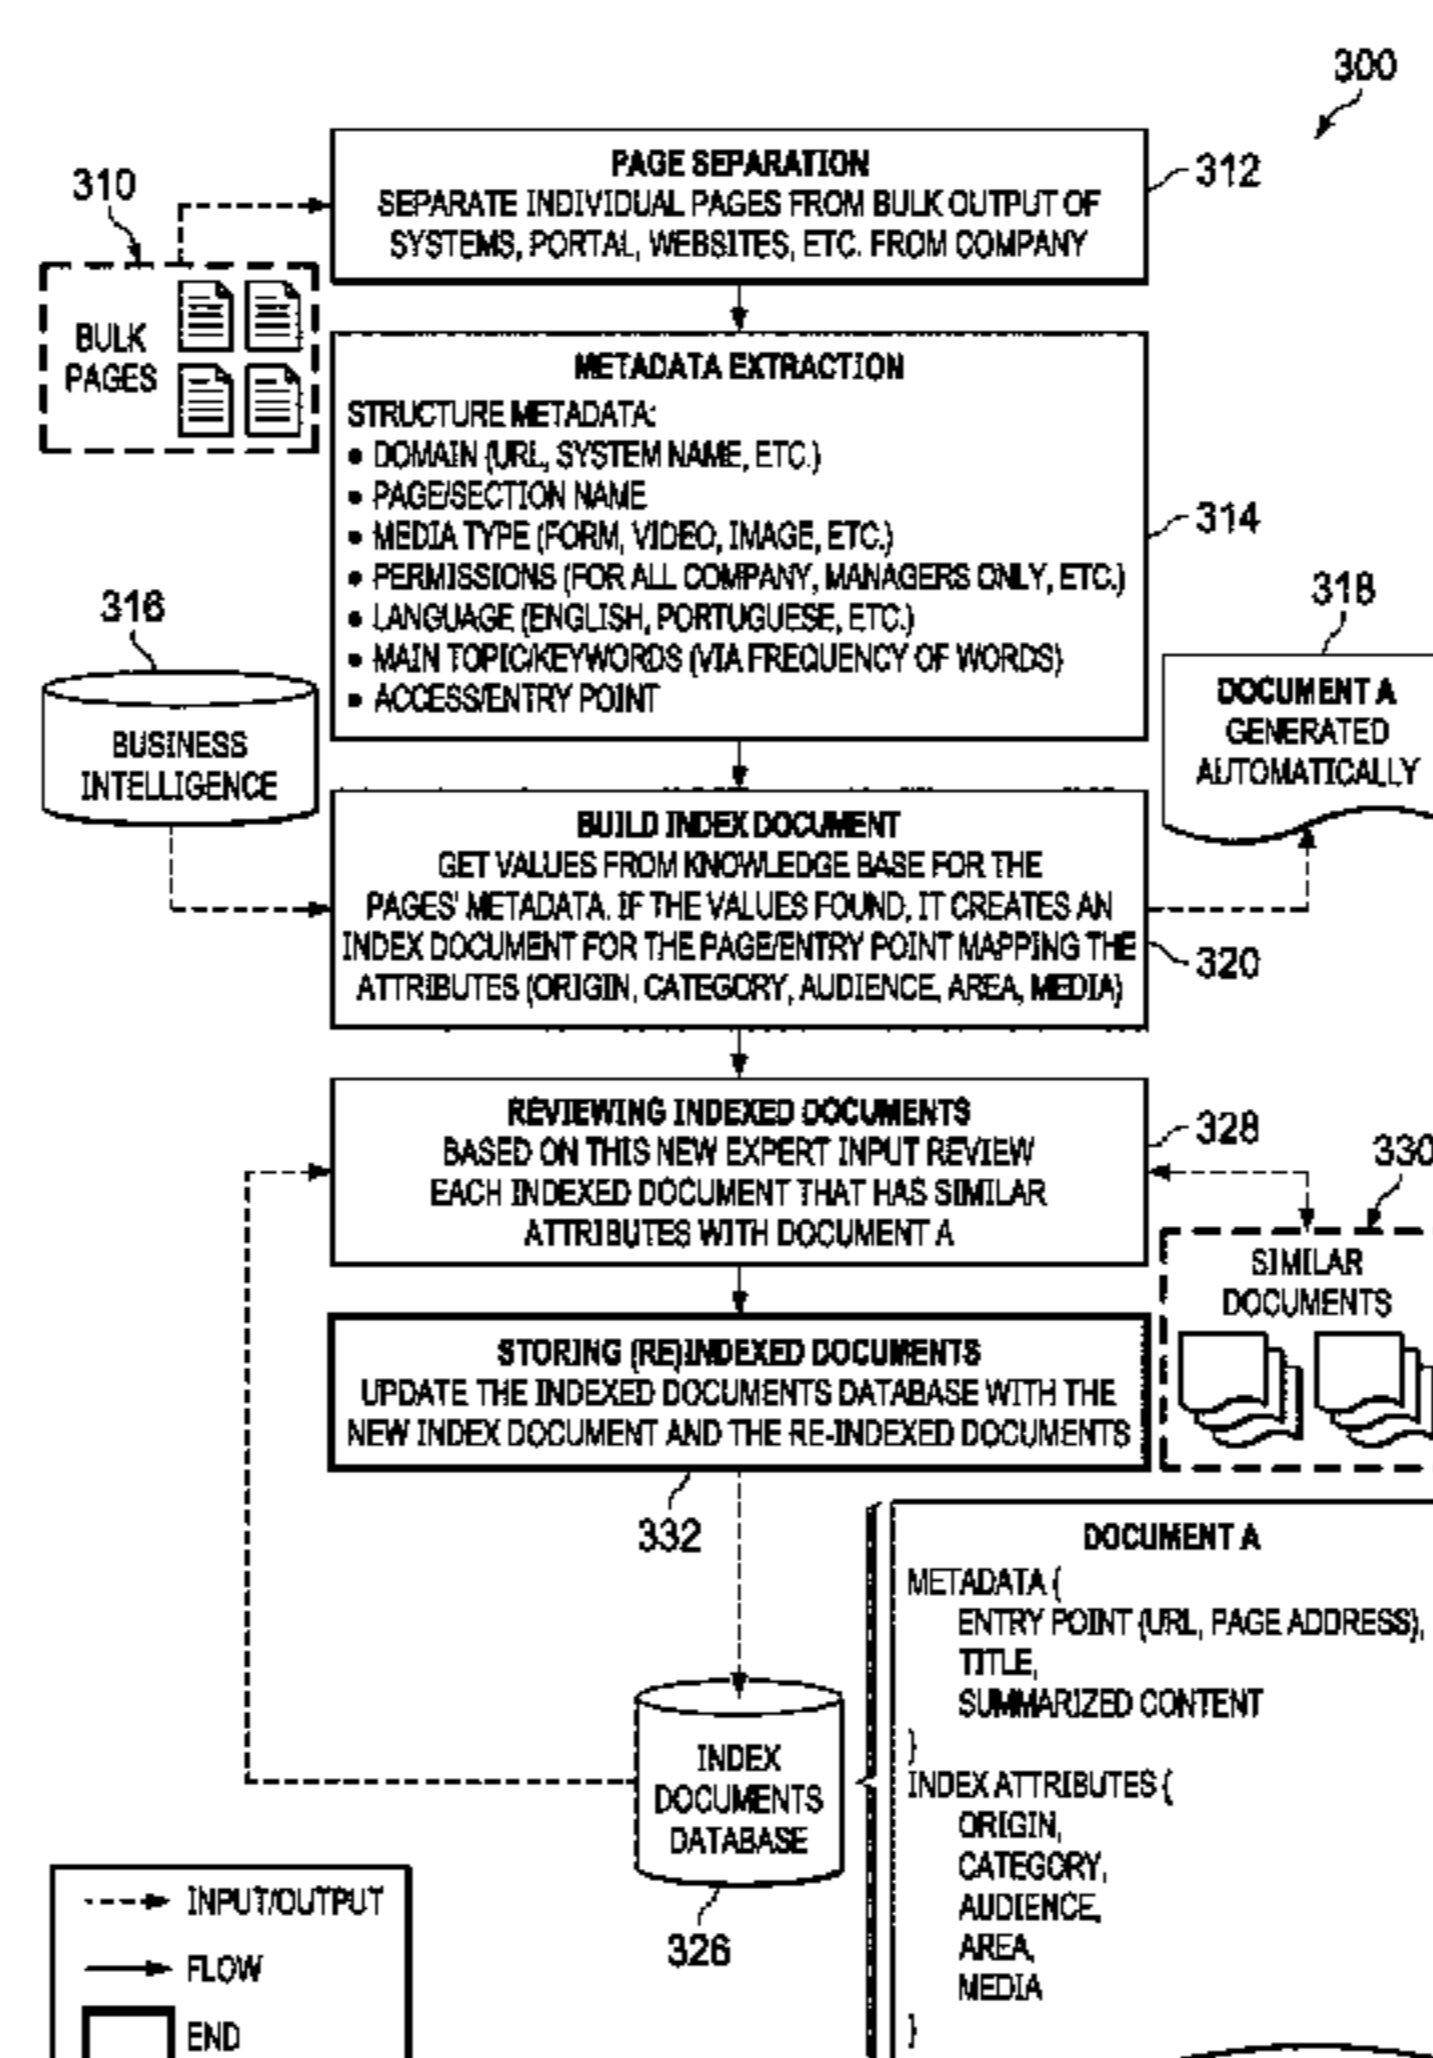 300
PAGE SEPARATION
SEPARATE INDIVIDUAL PAGES FROM BULK OUTPUT OF
SYSTEMS, PORTAL, WEBSITES, ETC. FROM COMPANY
312
310
BULK
PAGES
METADATA EXTRACTION
STRUCTURE METADATA:
• DOMAIN (URL, SYSTEM NAME, ETC.)
• PAGE/SECTION NAME
• MEDIA TYPE (FORM, VIDEO, IMAGE, ETC.)
• PERMISSIONS (FOR ALL COMPANY, MANAGERS ONLY, ETC.)
• LANGUAGE (ENGLISH, PORTUGUESE, ETC.)
• MAIN TOPIC/KEYWORDS (VIA FREQUENCY OF WORDS)
• ACCESS/ENTRY POINT
314
316
BUSINESS
INTELLIGENCE
318
DOCUMENT A
GENERATED
AUTOMATICALLY
BUILD INDEX DOCUMENT
GET VALUES FROM KNOWLEDGE BASE FOR THE
PAGES' METADATA. IF THE VALUES FOUND, IT CREATES AN
INDEX DOCUMENT FOR THE PAGE/ENTRY POINT MAPPING THE
ATTRIBUTES (ORIGIN, CATEGORY, AUDIENCE, AREA, MEDIA)
320
REVIEWING INDEXED DOCUMENTS
BASED ON THIS NEW EXPERT INPUT REVIEW
EACH INDEXED DOCUMENT THAT HAS SIMILAR
ATTRIBUTES WITH DOCUMENT A
328
330
SIMILAR
DOCUMENTS
STORING (RE)INDEXED DOCUMENTS
UPDATE THE INDEXED DOCUMENTS DATABASE WITH THE
NEW INDEX DOCUMENT AND THE RE-INDEXED DOCUMENTS
332
INDEX
DOCUMENTS
DATABASE
326
DOCUMENT A
METADATA (
ENTRY POINT (URL, PAGE ADDRESS),
TITLE,
SUMMARIZED CONTENT
)
INDEX ATTRIBUTES (
ORIGIN,
CATEGORY,
AUDIENCE,
AREA,
MEDIA
)
INPUT/OUTPUT
FLOW
END